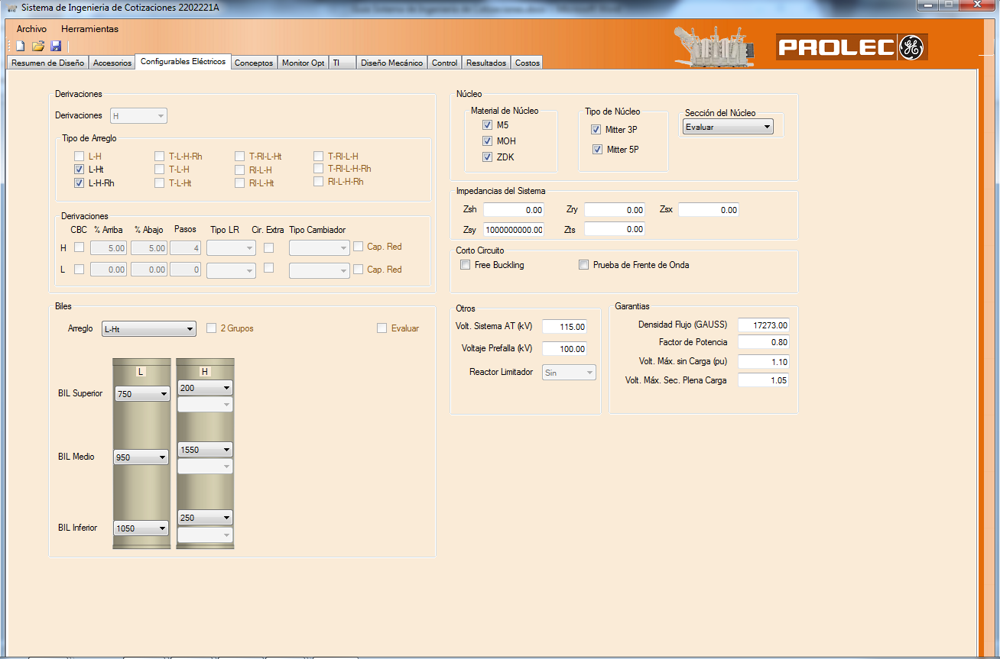 Sistema de Ingenieria de Cotizaciones 2202221A
Archivo Herramientas
PROLEC GE
Resumen de Diseño Accesorios Configurables Eléctricos Conceptos Monitor Opt TI Diseño Mecánico Control Resultados Costos
Derivaciones
Derivaciones H
Tipo de Arreglo
L-H T-L-H-Rh T-RI-L-Ht T-RI-L-H
L-Ht T-L-H RI-L-H T-RI-L-H-Rh
L-H-Rh T-L-Ht RI-L-Ht RI-L-H-Rh
Derivaciones
CBC % Arriba % Abajo Pasos Tipo LR Cir. Extra Tipo Cambiador
H 5.00 5.00 4 Cap. Red
L 0.00 0.00 0 Cap. Red
Biles
Arreglo L-Ht 2 Grupos Evaluar
L H
BIL Superior 750 200
BIL Medio 950 1550
BIL Inferior 1050 250
Núcleo
Material de Núcleo
M5
MOH
ZDK
Tipo de Núcleo
Mitter 3P
Mitter 5P
Sección del Núcleo
Evaluar
Impedancias del Sistema
Zsh 0.00 Zry 0.00 Zsx 0.00
Zsy 1000000000.00 Zts 0.00
Corto Circuito
Free Buckling Prueba de Frente de Onda
Otros
Volt. Sistema AT (kV) 115.00
Voltaje Prefalla (kV) 100.00
Reactor Limitador Sin
Garantias
Densidad Flujo (GAUSS) 17273.00
Factor de Potencia 0.80
Volt. Máx. sin Carga (pu) 1.10
Volt. Máx. Sec. Plena Carga 1.05